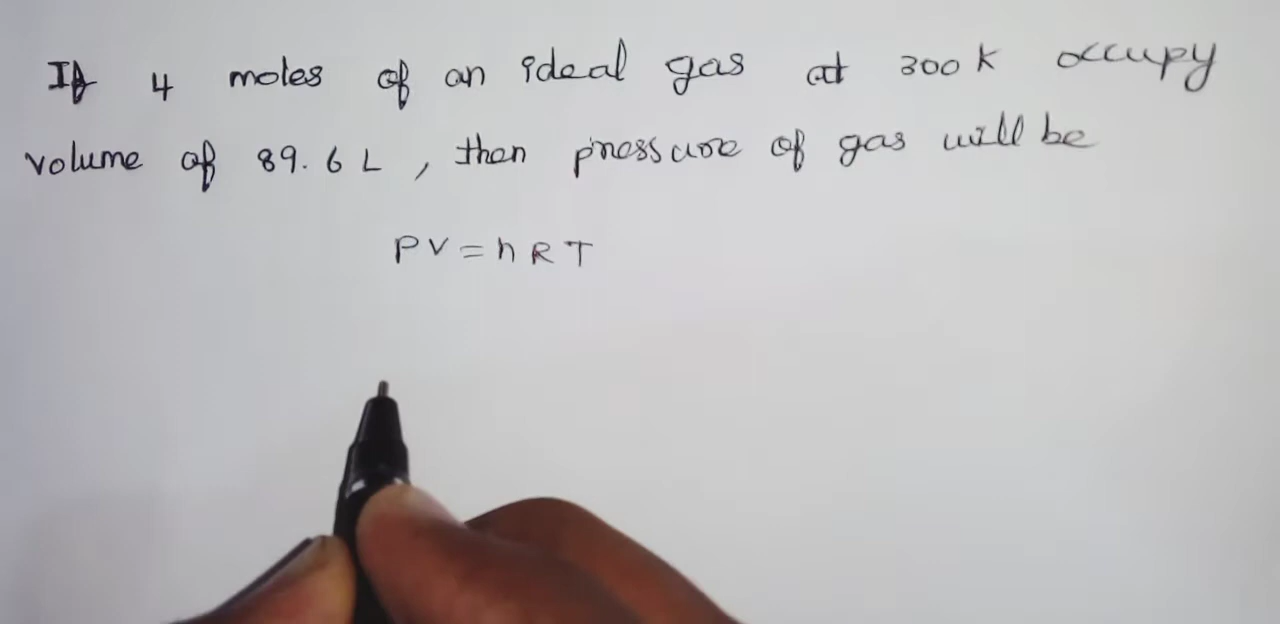 If 4 moles of an ideal gas at 300 K occupy
volume of 89.6 L , then pressure of gas will be
PV = nRT